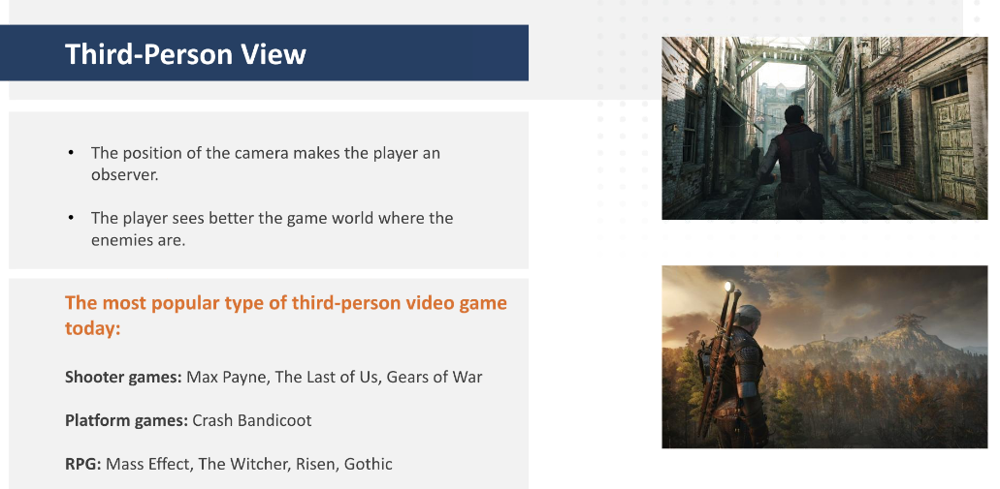 Third-Person View
• The position of the camera makes the player an
observer.
• The player sees better the game world where the
enemies are.
The most popular type of third-person video game
today:
Shooter games: Max Payne, The Last of Us, Gears of War
Platform games: Crash Bandicoot
RPG: Mass Effect, The Witcher, Risen, Gothic